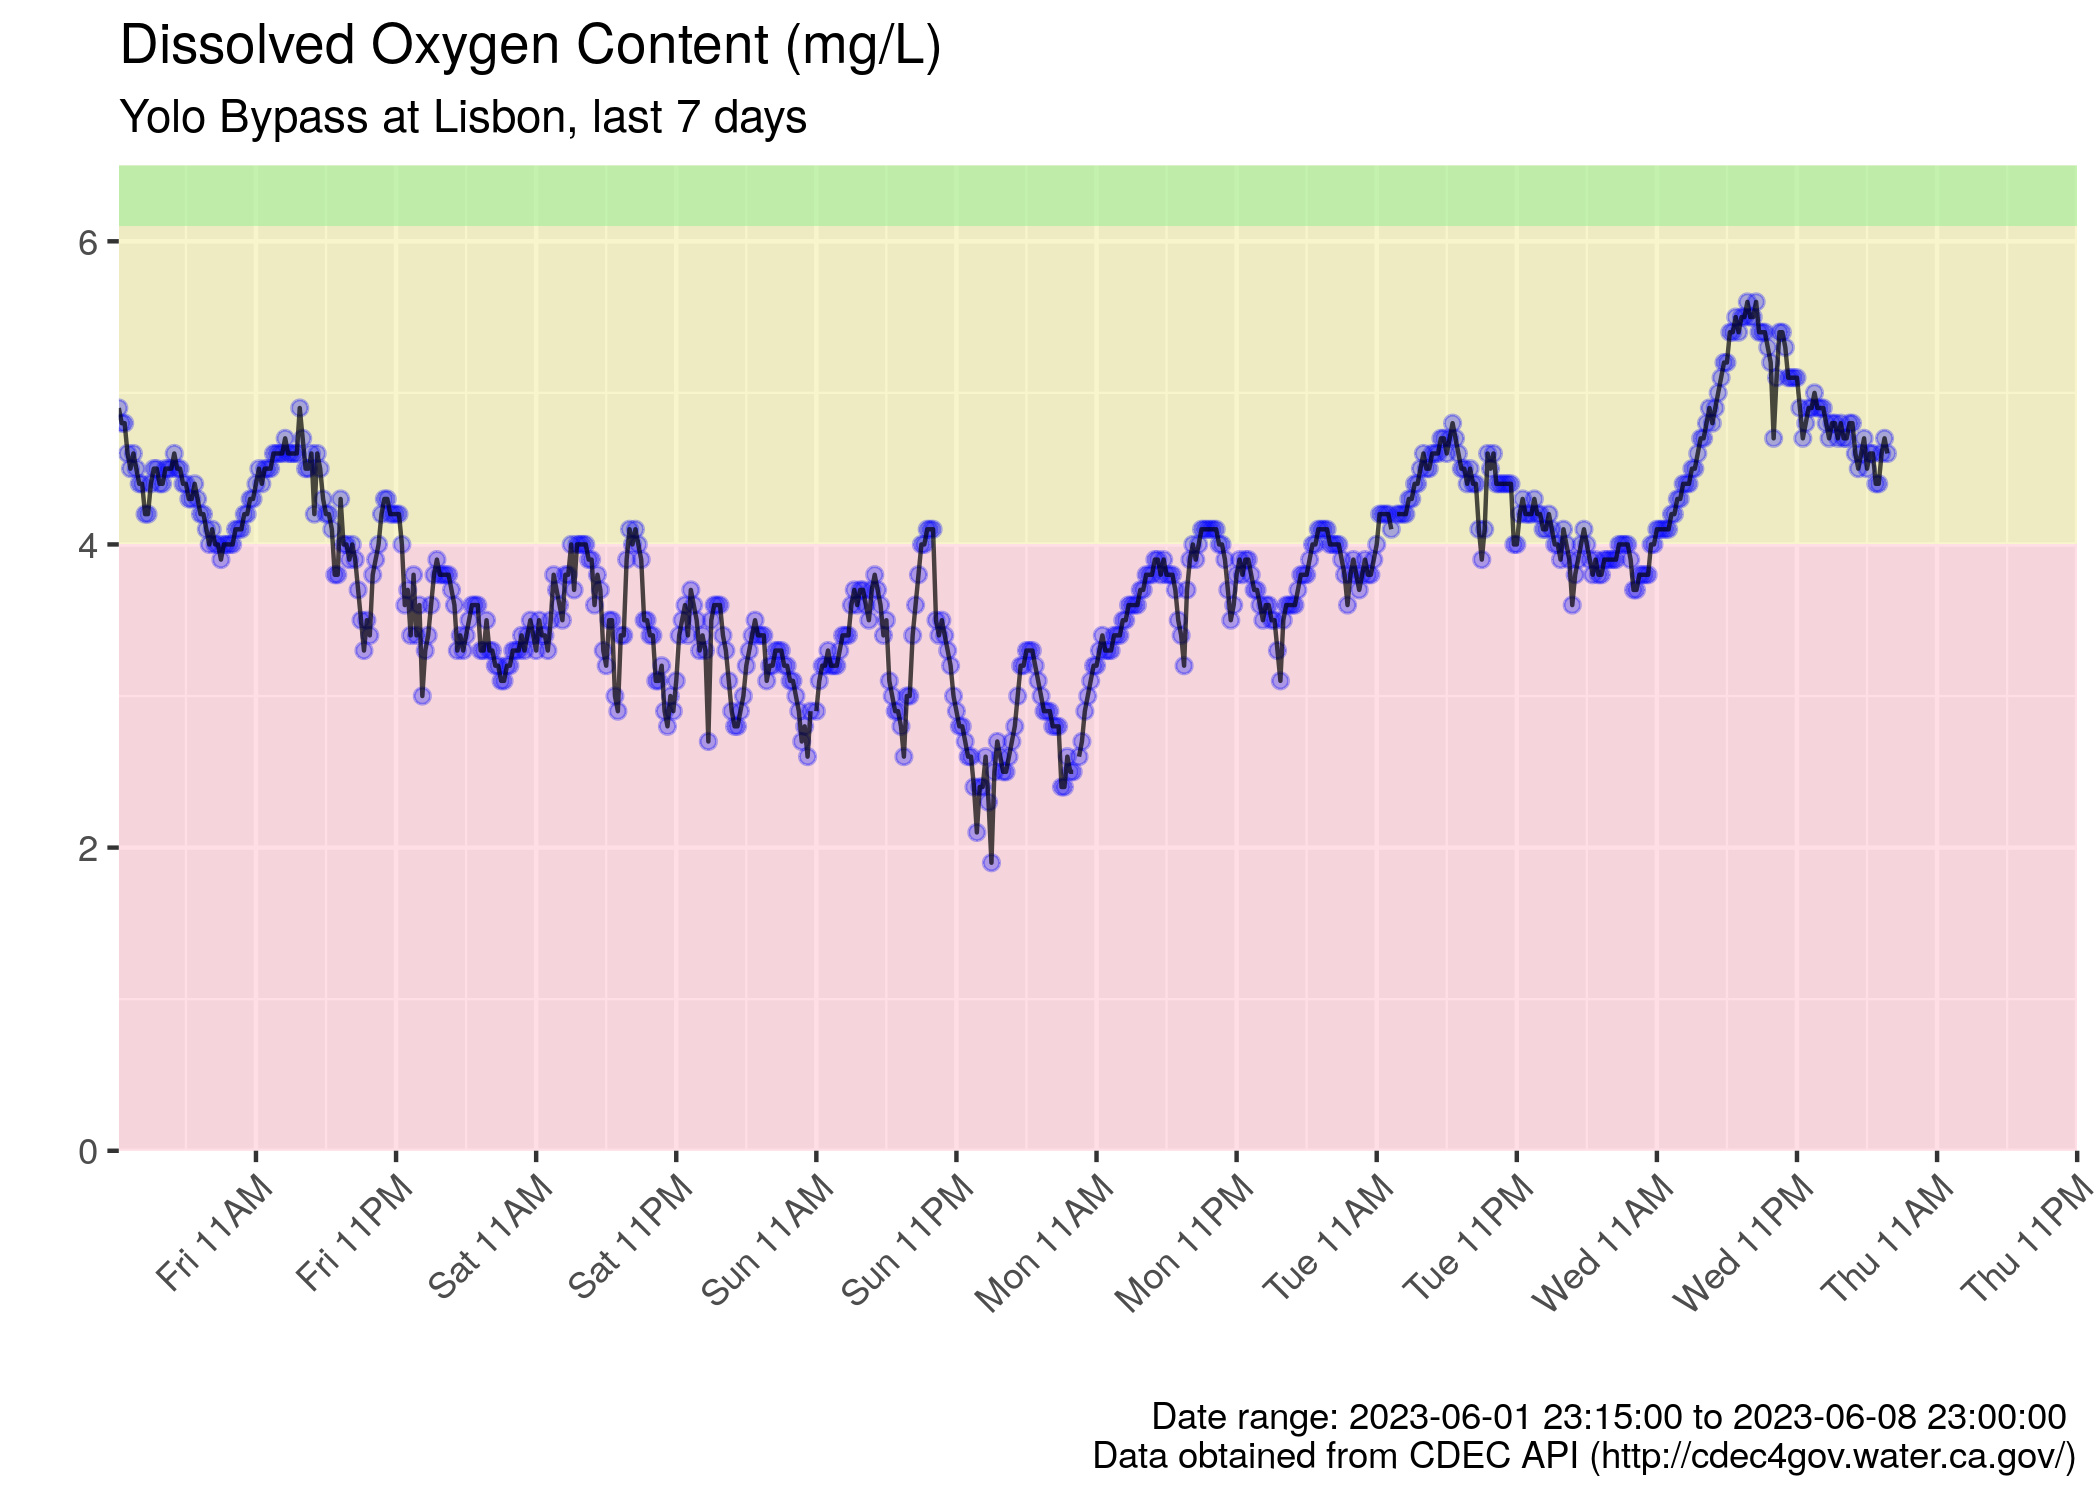 Dissolved Oxygen Content (mg/L)
Yolo Bypass at Lisbon, last 7 days
6
4
2
0
Fri 11AM
Fri 11PM
Sat 11AM
Sat 11PM
Sun 11AM
Sun 11PM
Mon 11AM
Mon 11PM
Tue 11AM
Tue 11PM
Wed 11AM
Wed 11PM
Thu 11AM
Thu 11PM
Date range: 2023-06-01 23:15:00 to 2023-06-08 23:00:00
Data obtained from CDEC API (http://cdec4gov.water.ca.gov/)